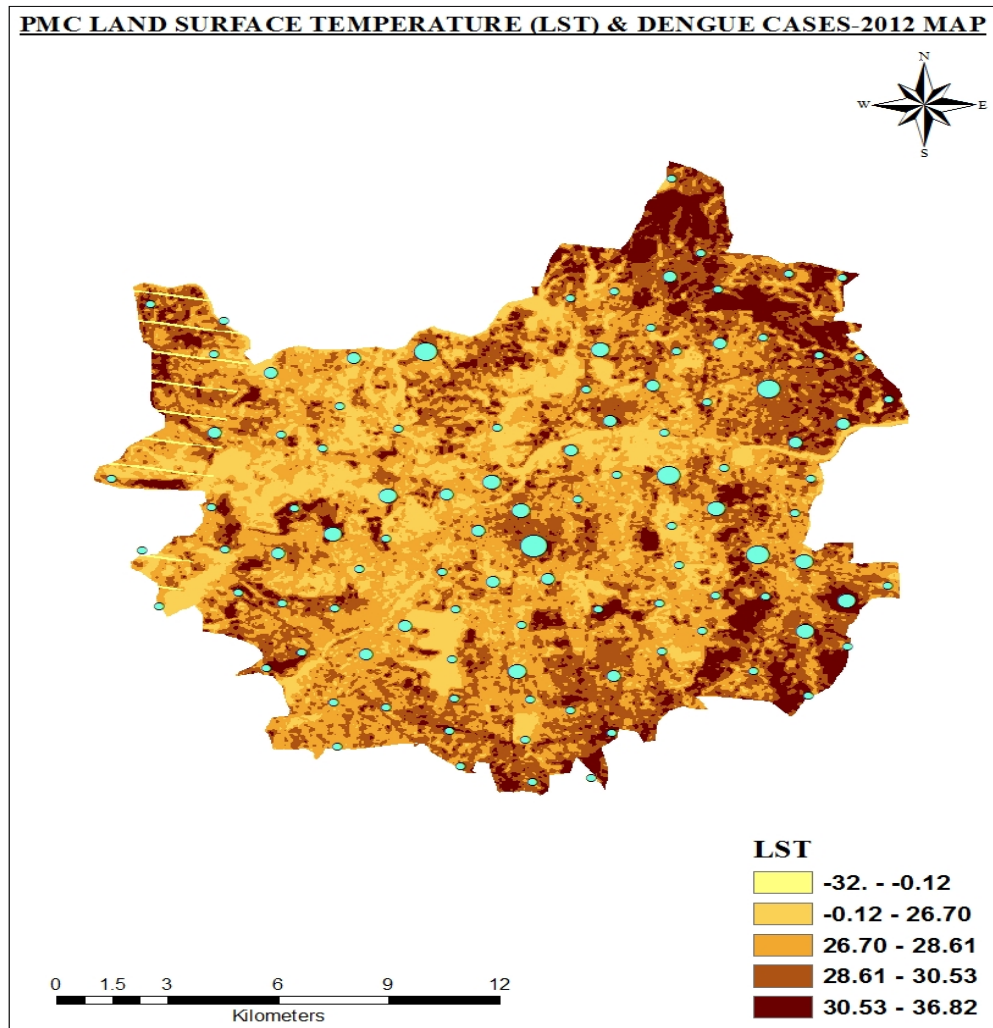 PMC LAND SURFACE TEMPERATURE (LST) & DENGUE CASES-2012 MAP
N
W E
S
LST
-32. - -0.12
-0.12 - 26.70
26.70 - 28.61
28.61 - 30.53
30.53 - 36.82
0 1.5 3 6 9 12
Kilometers